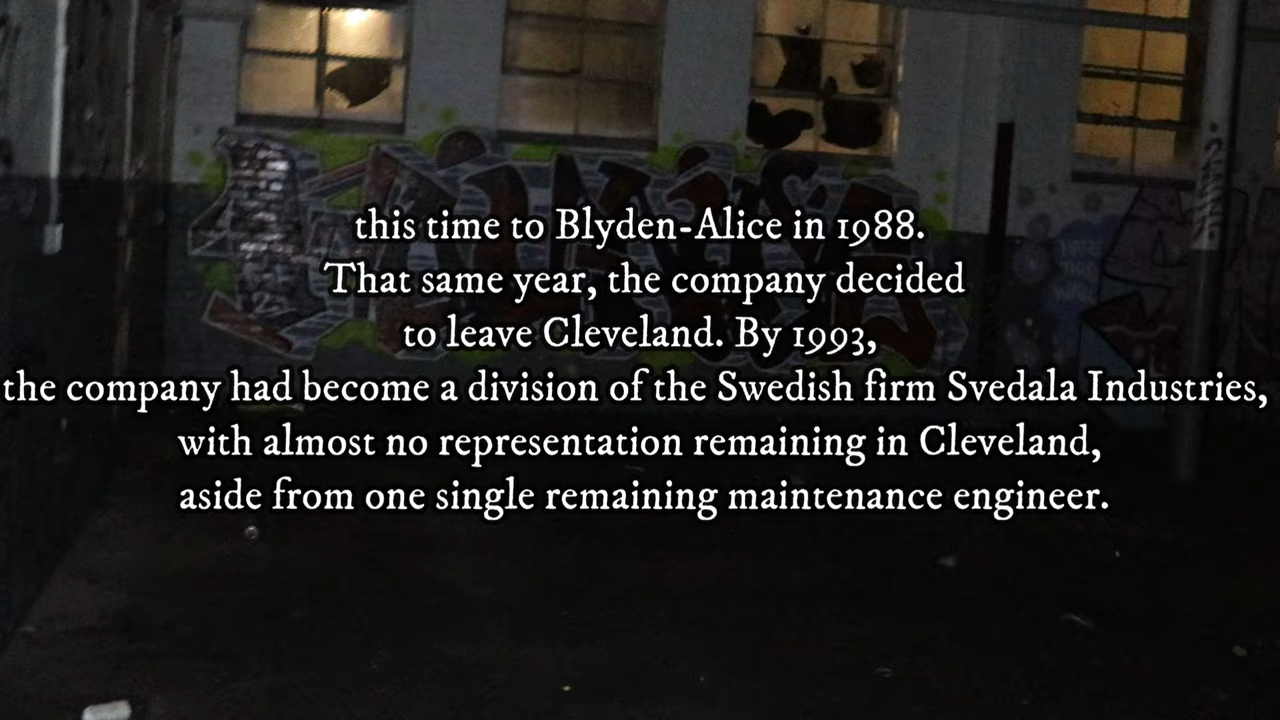 this time to Blyden-Alice in 1988.
That same year, the company decided
to leave Cleveland. By 1993,
the company had become a division of the Swedish firm Svedala Industries,
with almost no representation remaining in Cleveland,
aside from one single remaining maintenance engineer.